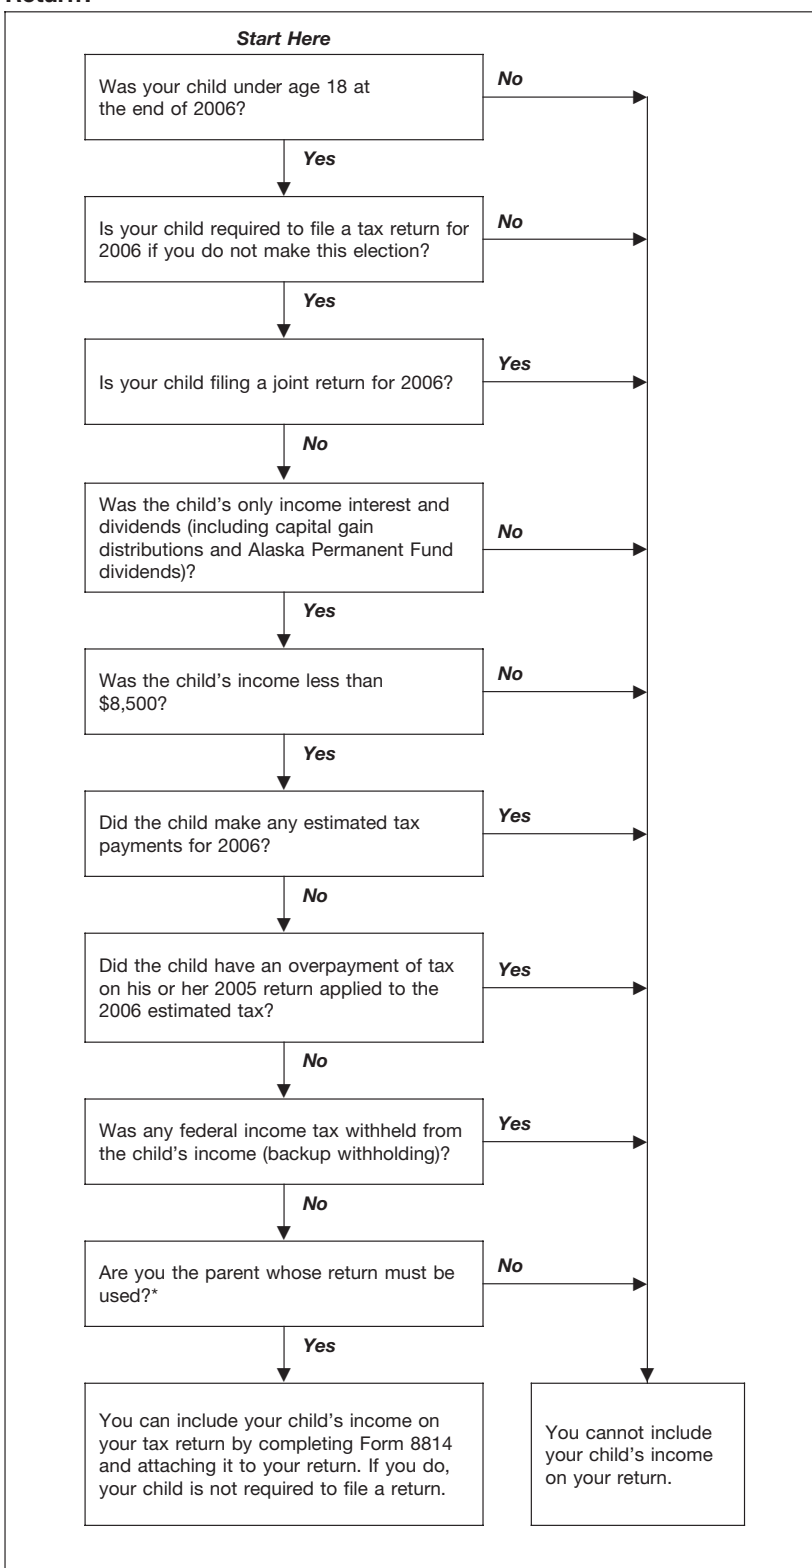 Start Here
Was your child under age 18 at
the end of 2006?
No
Yes
Is your child required to file a tax return for
2006 if you do not make this election?
No
Yes
Is your child filing a joint return for 2006?
Yes
No
Was the child's only income interest and
dividends (including capital gain
distributions and Alaska Permanent Fund
dividends)?
No
Yes
Was the child's income less than
$8,500?
No
Yes
Did the child make any estimated tax
payments for 2006?
Yes
No
Did the child have an overpayment of tax
on his or her 2005 return applied to the
2006 estimated tax?
Yes
No
Was any federal income tax withheld from
the child's income (backup withholding)?
Yes
No
Are you the parent whose return must be
used?*
No
Yes
You can include your child's income on
your tax return by completing Form 8814
and attaching it to your return. If you do,
your child is not required to file a return.
You cannot include
your child's income
on your return.